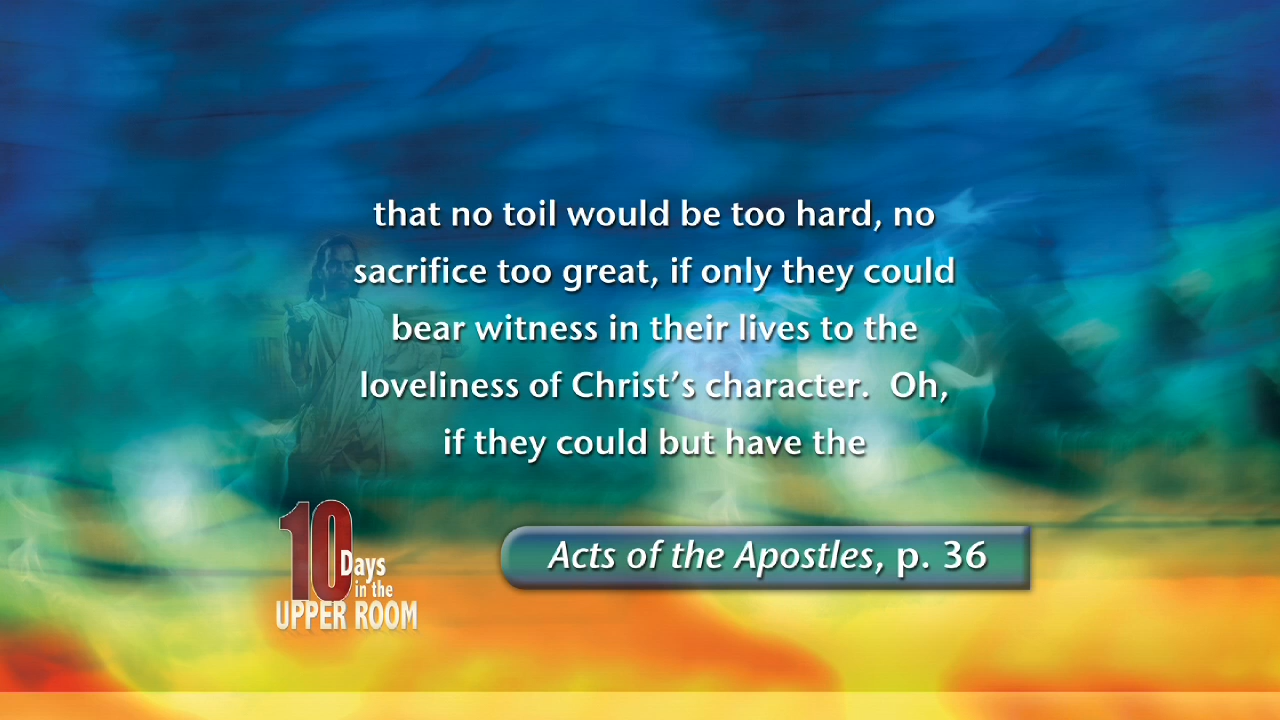 that no toil would be too hard, no
sacrifice too great, if only they could
bear witness in their lives to the
loveliness of Christ's character.  Oh,
if they could but have the
10
Days
in the
UPPER ROOM
Acts of the Apostles, p. 36